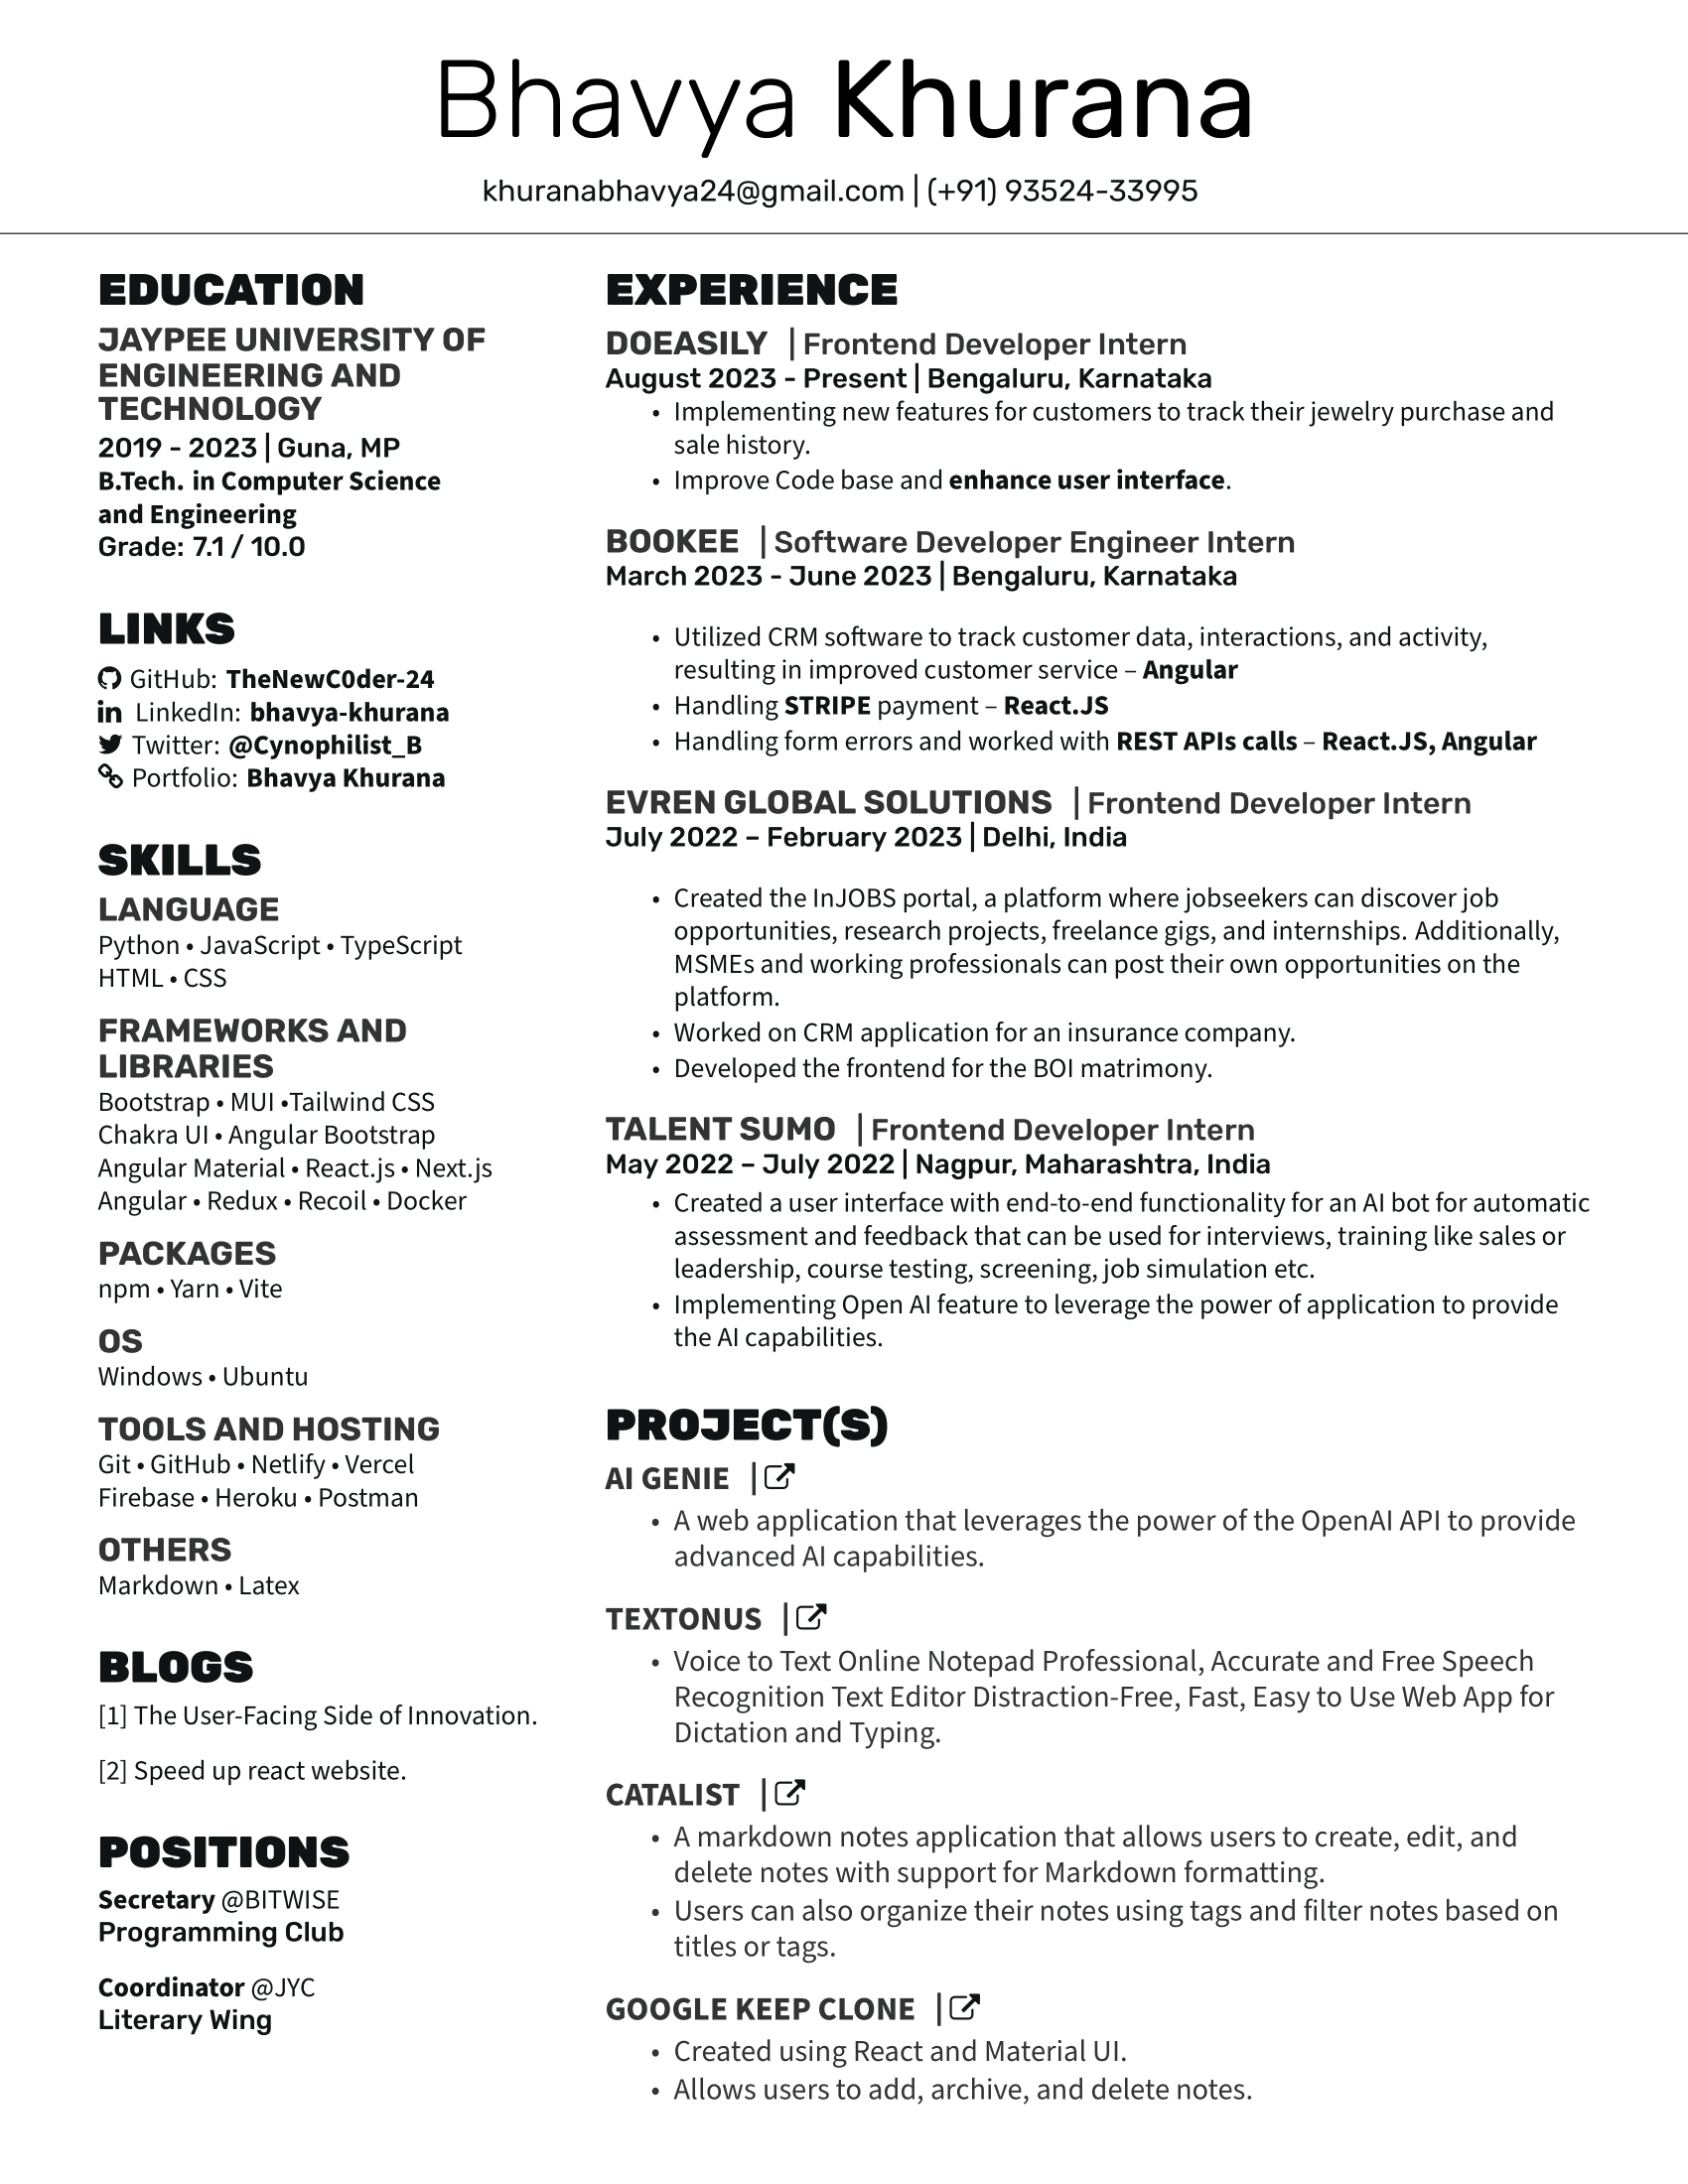 Bhavya Khurana
khuranabhavya24@gmail.com | (+91) 93524-33995
EDUCATION
JAYPEE UNIVERSITY OF
ENGINEERING AND
TECHNOLOGY
2019 - 2023 | Guna, MP
B.Tech. in Computer Science
and Engineering
Grade: 7.1 / 10.0
LINKS
GitHub: TheNewC0der-24
LinkedIn: bhavya-khurana
Twitter: @Cynophilist_B
Portfolio: Bhavya Khurana
SKILLS
LANGUAGE
Python • JavaScript • TypeScript
HTML • CSS
FRAMEWORKS AND
LIBRARIES
Bootstrap • MUI •Tailwind CSS
Chakra UI • Angular Bootstrap
Angular Material • React.js • Next.js
Angular • Redux • Recoil • Docker
PACKAGES
npm • Yarn • Vite
OS
Windows • Ubuntu
TOOLS AND HOSTING
Git • GitHub • Netlify • Vercel
Firebase • Heroku • Postman
OTHERS
Markdown • Latex
BLOGS
[1] The User-Facing Side of Innovation.
[2] Speed up react website.
POSITIONS
Secretary @BITWISE
Programming Club
Coordinator @JYC
Literary Wing
EXPERIENCE
DOEASILY | Frontend Developer Intern
August 2023 - Present | Bengaluru, Karnataka
• Implementing new features for customers to track their jewelry purchase and
sale history.
• Improve Code base and enhance user interface.
BOOKEE | Software Developer Engineer Intern
March 2023 - June 2023 | Bengaluru, Karnataka
• Utilized CRM software to track customer data, interactions, and activity,
resulting in improved customer service – Angular
• Handling STRIPE payment – React.JS
• Handling form errors and worked with REST APIs calls – React.JS, Angular
EVREN GLOBAL SOLUTIONS | Frontend Developer Intern
July 2022 – February 2023 | Delhi, India
• Created the InJOBS portal, a platform where jobseekers can discover job
opportunities, research projects, freelance gigs, and internships. Additionally,
MSMEs and working professionals can post their own opportunities on the
platform.
• Worked on CRM application for an insurance company.
• Developed the frontend for the BOI matrimony.
TALENT SUMO | Frontend Developer Intern
May 2022 – July 2022 | Nagpur, Maharashtra, India
• Created a user interface with end-to-end functionality for an AI bot for automatic
assessment and feedback that can be used for interviews, training like sales or
leadership, course testing, screening, job simulation etc.
• Implementing Open AI feature to leverage the power of application to provide
the AI capabilities.
PROJECT(S)
AI GENIE |
• A web application that leverages the power of the OpenAI API to provide
advanced AI capabilities.
TEXTONUS |
• Voice to Text Online Notepad Professional, Accurate and Free Speech
Recognition Text Editor Distraction-Free, Fast, Easy to Use Web App for
Dictation and Typing.
CATALIST |
• A markdown notes application that allows users to create, edit, and
delete notes with support for Markdown formatting.
• Users can also organize their notes using tags and filter notes based on
titles or tags.
GOOGLE KEEP CLONE |
• Created using React and Material UI.
• Allows users to add, archive, and delete notes.